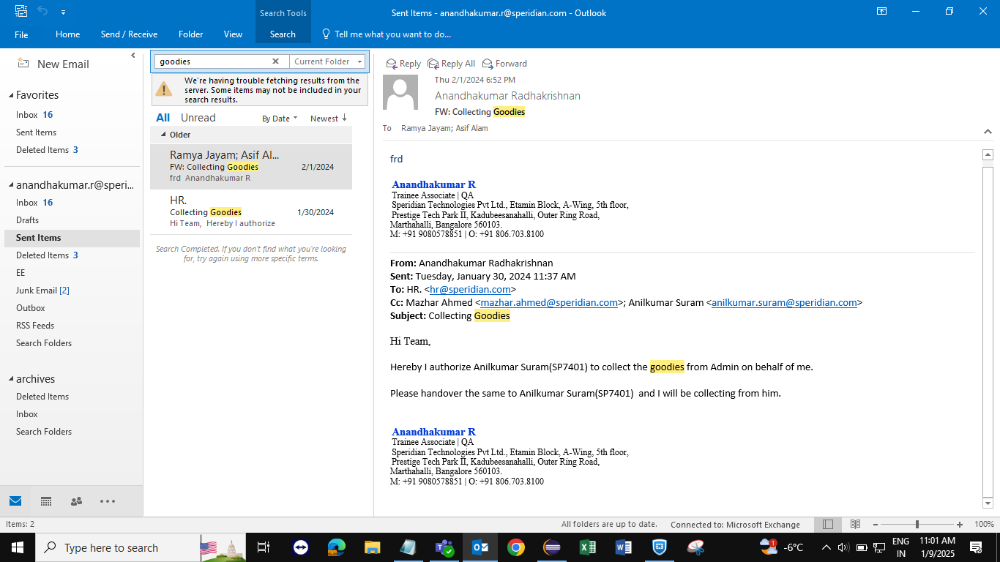 Search Tools
Sent Items - anandhakumar.r@speridian.com - Outlook
File
Home
Send / Receive
Folder
View
Search
Tell me what you want to do...
New Email
Favorites
Inbox 16
Sent Items
Deleted Items 3
anandhakumar.r@speri...
Inbox 16
Drafts
Sent Items
Deleted Items 3
EE
Junk Email [2]
Outbox
RSS Feeds
Search Folders
archives
Deleted Items
Inbox
Search Folders
goodies
Current Folder
We're having trouble fetching results from the
server. Some items may not be included in your
search results.
All Unread By Date Newest
Older
Ramya Jayam; Asif Al...
FW: Collecting Goodies 2/1/2024
frd Anandhakumar R
HR.
Collecting Goodies 1/30/2024
Hi Team, Hereby I authorize
Search Completed. If you don't find what you're looking
for, try again using more specific terms.
Reply Reply All Forward
Thu 2/1/2024 6:52 PM
Anandhakumar Radhakrishnan
FW: Collecting Goodies
To Ramya Jayam; Asif Alam
frd
Anandhakumar R
Trainee Associate | QA
Speridian Technologies Pvt Ltd., Etamin Block, A-Wing, 5th floor,
Prestige Tech Park II, Kadubeesanahalli, Outer Ring Road,
Marthahalli, Bangalore 560103.
M: +91 9080578851 | O: +91 806.703.8100
From: Anandhakumar Radhakrishnan
Sent: Tuesday, January 30, 2024 11:37 AM
To: HR. <hr@speridian.com>
Cc: Mazhar Ahmed <mazhar.ahmed@speridian.com>; Anilkumar Suram <anilkumar.suram@speridian.com>
Subject: Collecting Goodies
Hi Team,
Hereby I authorize Anilkumar Suram(SP7401) to collect the goodies from Admin on behalf of me.
Please handover the same to Anilkumar Suram(SP7401)  and I will be collecting from him.
Anandhakumar R
Trainee Associate | QA
Speridian Technologies Pvt Ltd., Etamin Block, A-Wing, 5th floor,
Prestige Tech Park II, Kadubeesanahalli, Outer Ring Road,
Marthahalli, Bangalore 560103.
M: +91 9080578851 | O: +91 806.703.8100
Items: 2
All folders are up to date.
Connected to: Microsoft Exchange
100%
Type here to search
-6°C
ENG
IN
11:01 AM
1/9/2025